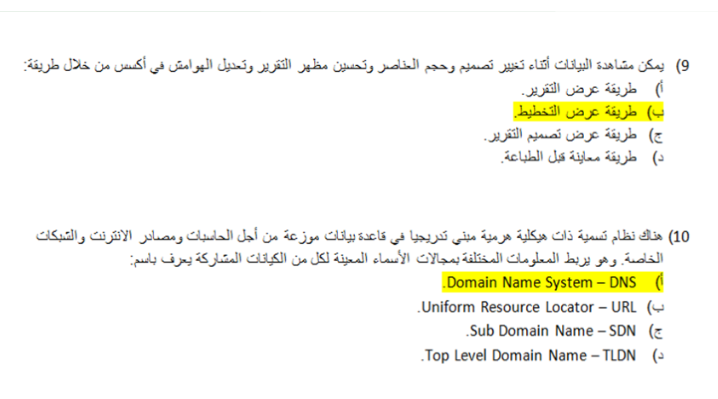 9) يمكن مشاهدة البيانات أثناء تغيير تصميم وحجم العناصر وتحسين مظهر التقرير وتعديل الهوامش في أكسس من خلال طريقة:
أ) طريقة عرض التقرير.
ب) طريقة عرض التخطيط.
ج) طريقة عرض تصميم التقرير.
د) طريقة معاينة قبل الطباعة.
10) هناك نظام تسمية ذات هيكلية هرمية مبني تدريجيا في قاعدة بيانات موزعة من أجل الحاسبات ومصادر الانترنت والشبكات
الخاصة. وهو يربط المعلومات المختلفة بمجالات الأسماء المعينة لكل من الكيانات المشاركة يعرف باسم:
أ) Domain Name System – DNS.
ب) Uniform Resource Locator – URL.
ج) Sub Domain Name – SDN.
د) Top Level Domain Name – TLDN.